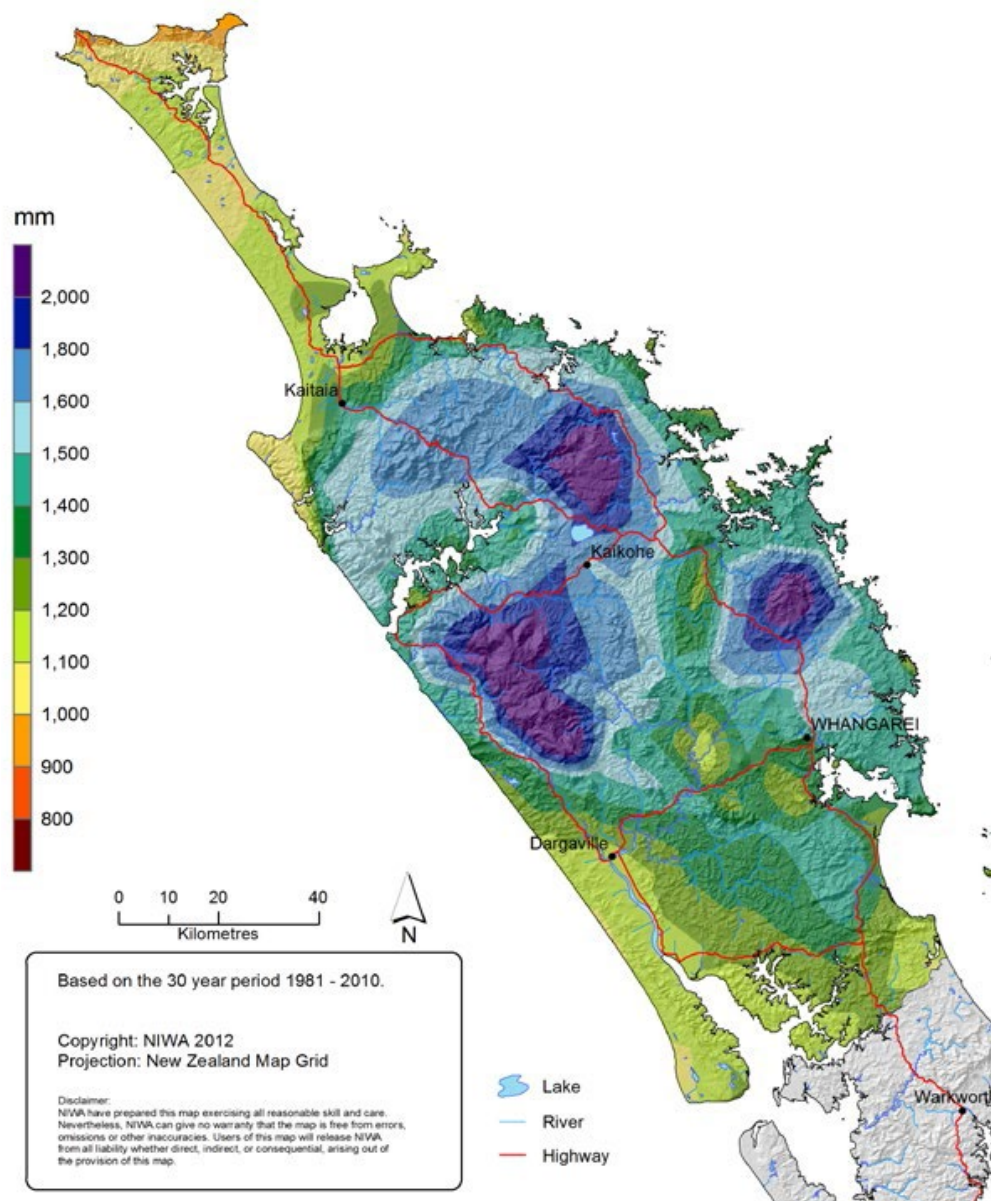 mm
2,000
1,800
1,600
1,500
1,400
1,300
1,200
1,100
1,000
900
800
Kaitaia
Kaikohe
WHANGAREI
Dargaville
Warkworth
0 20 40
10
Kilometres
N
Based on the 30 year period 1981 - 2010.
Copyright: NIWA 2012
Projection: New Zealand Map Grid
Disclaimer:
NIWA have prepared this map exercising all reasonable skill and care.
Nevertheless, NIWA can give no warranty that the map is free from errors,
omissions or other inaccuracies. Users of this map will release NIWA
from all liability whether direct, indirect, or consequential, arising out of
the provision of this map.
Lake
River
Highway